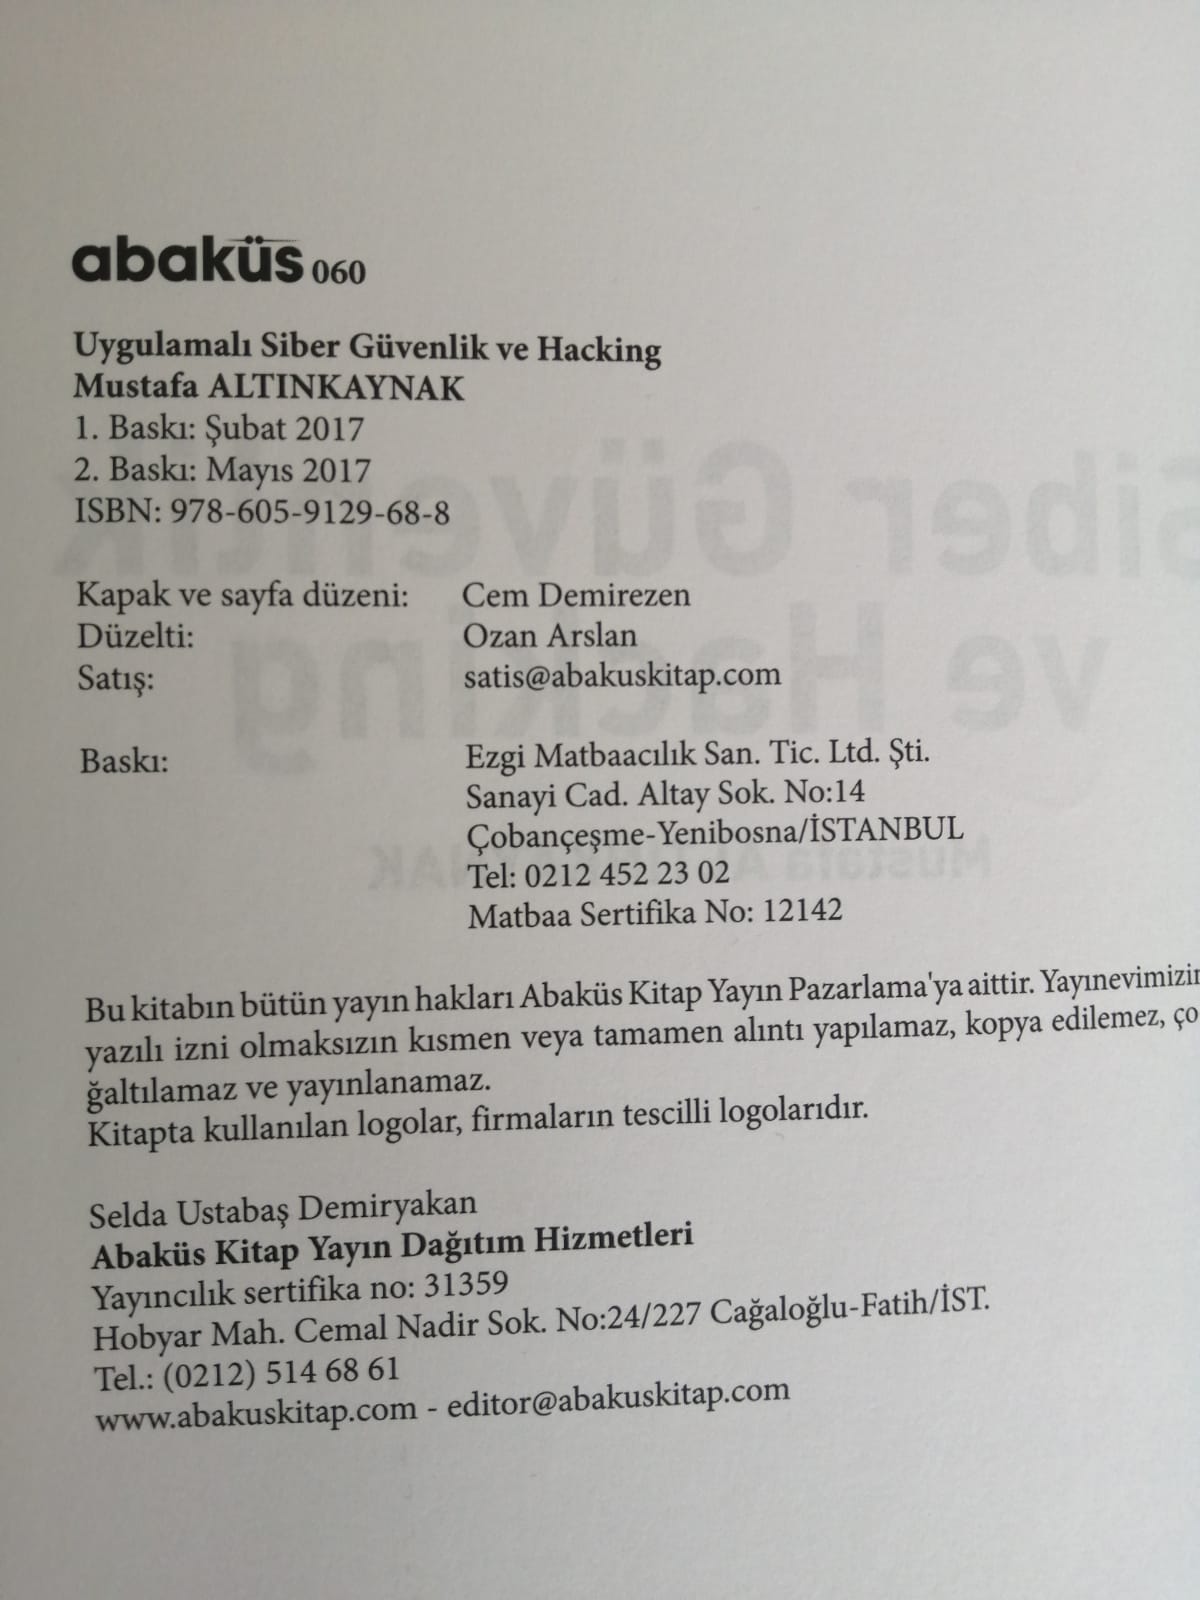 abaküs 060
Uygulamalı Siber Güvenlik ve Hacking
Mustafa ALTINKAYNAK
1. Baskı: Şubat 2017
2. Baskı: Mayıs 2017
ISBN: 978-605-9129-68-8
Kapak ve sayfa düzeni: Cem Demirezen
Düzelti: Ozan Arslan
Satış: satis@abakuskitap.com
Baskı: Ezgi Matbaacılık San. Tic. Ltd. Şti.
Sanayi Cad. Altay Sok. No:14
Çobançeşme-Yenibosna/İSTANBUL
Tel: 0212 452 23 02
Matbaa Sertifika No: 12142
Bu kitabın bütün yayın hakları Abaküs Kitap Yayın Pazarlama'ya aittir. Yayınevimizin
yazılı izni olmaksızın kısmen veya tamamen alıntı yapılamaz, kopya edilemez, ço
ğaltılamaz ve yayınlanamaz.
Kitapta kullanılan logolar, firmaların tescilli logolarıdır.
Selda Ustabaş Demiryakan
Abaküs Kitap Yayın Dağıtım Hizmetleri
Yayıncılık sertifika no: 31359
Hobyar Mah. Cemal Nadir Sok. No:24/227 Cağaloğlu-Fatih/İST.
Tel.: (0212) 514 68 61
www.abakuskitap.com - editor@abakuskitap.com